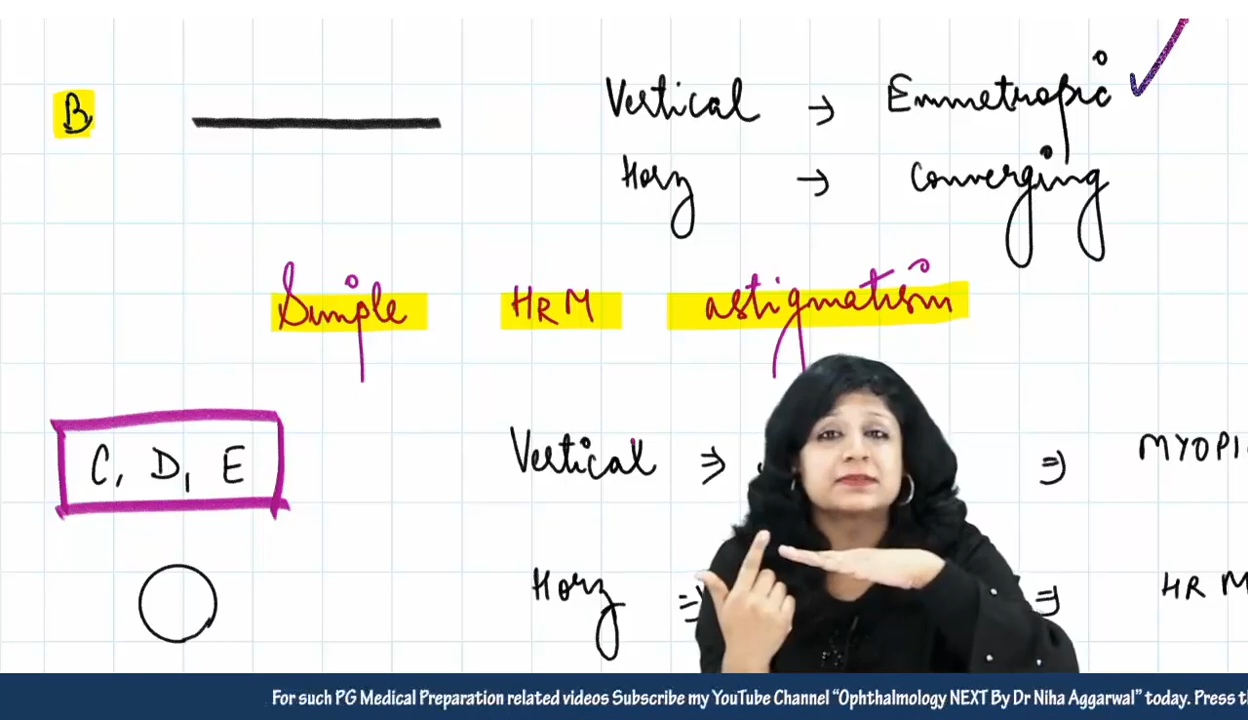 B
Vertical → Emmetropic ✓
Horz → Converging
Simple HRM astigmatism
C, D, E
Vertical ⇒ ⇒ MYOPI
Horz ⇒ ⇒ HRM
For such PG Medical Preparation related videos Subscribe my YouTube Channel “Ophthalmology NEXT By Dr Niha Aggarwal” today. Press t